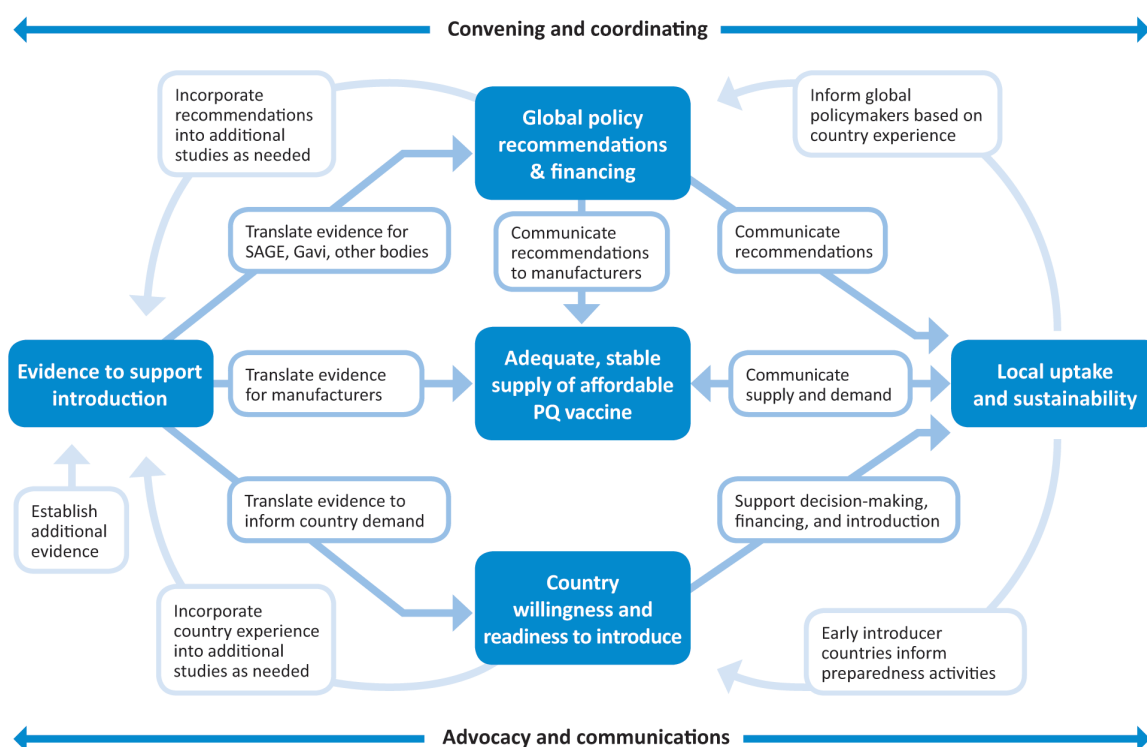 Convening and coordinating
Incorporate
recommendations
into additional
studies as needed
Global policy
recommendations
& financing
Inform global
policymakers based on
country experience
Translate evidence for
SAGE, Gavi, other bodies
Communicate
recommendations
to manufacturers
Communicate
recommendations
Evidence to support
introduction
Translate evidence
for manufacturers
Adequate, stable
supply of affordable
PQ vaccine
Communicate
supply and demand
Local uptake
and sustainability
Establish
additional
evidence
Translate evidence to
inform country demand
Support decision-making,
financing, and introduction
Incorporate
country experience
into additional
studies as needed
Country
willingness and
readiness to introduce
Early introducer
countries inform
preparedness activities
Advocacy and communications